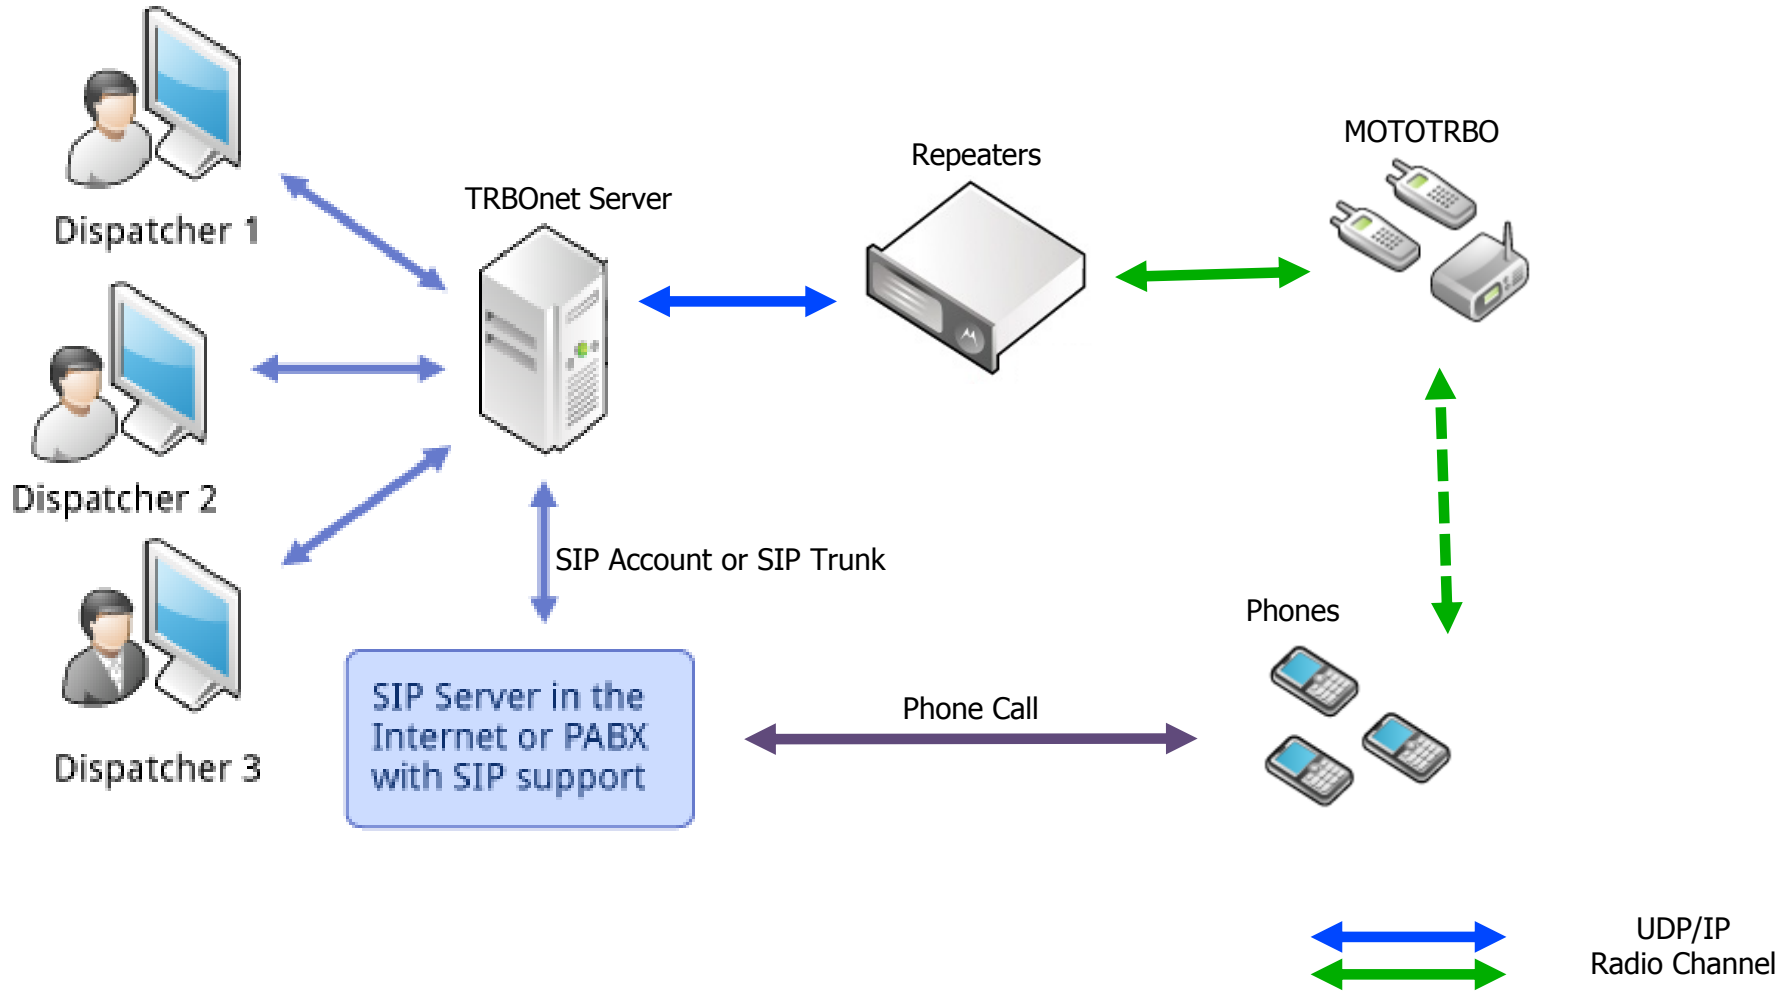 Dispatcher 1
TRBOnet Server
Repeaters
MOTOTRBO
Dispatcher 2
SIP Account or SIP Trunk
Dispatcher 3
SIP Server in the
Internet or PABX
with SIP support
Phone Call
Phones
UDP/IP
Radio Channel